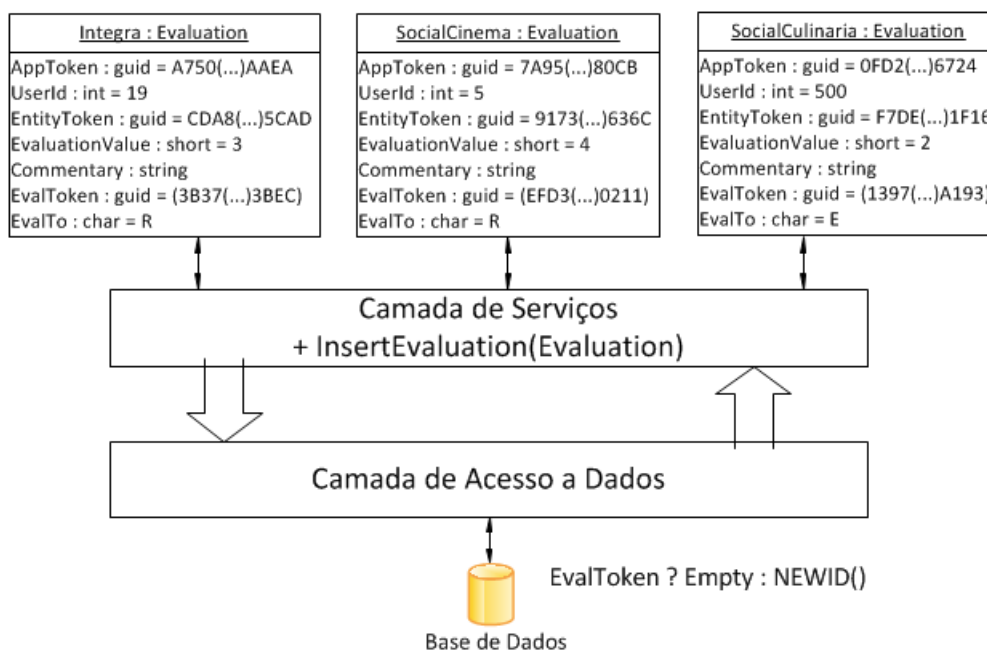 Integra : Evaluation
AppToken : guid = A750(...)AAEA
UserId : int = 19
EntityToken : guid = CDA8(...)5CAD
EvaluationValue : short = 3
Commentary : string
EvalToken : guid = (3B37(...)3BEC)
EvalTo : char = R
SocialCinema : Evaluation
AppToken : guid = 7A95(...)80CB
UserId : int = 5
EntityToken : guid = 9173(...)636C
EvaluationValue : short = 4
Commentary : string
EvalToken : guid = (EFD3(...)0211)
EvalTo : char = R
SocialCulinaria : Evaluation
AppToken : guid = 0FD2(...)6724
UserId : int = 500
EntityToken : guid = F7DE(...)1F16
EvaluationValue : short = 2
Commentary : string
EvalToken : guid = (1397(...)A193)
EvalTo : char = E
Camada de Serviços
+ InsertEvaluation(Evaluation)
Camada de Acesso a Dados
EvalToken ? Empty : NEWID()
Base de Dados